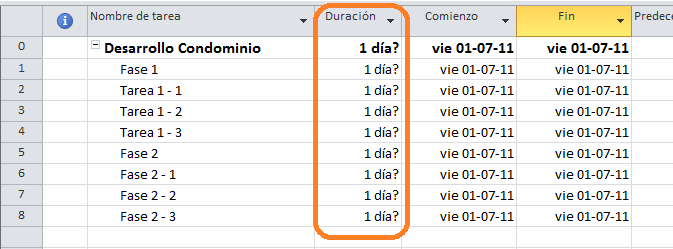 Nombre de tarea Duración Comienzo Fin Predece
0 Desarrollo Condominio 1 día? vie 01-07-11 vie 01-07-11
1 Fase 1 1 día? vie 01-07-11 vie 01-07-11
2 Tarea 1 - 1 1 día? vie 01-07-11 vie 01-07-11
3 Tarea 1 - 2 1 día? vie 01-07-11 vie 01-07-11
4 Tarea 1 - 3 1 día? vie 01-07-11 vie 01-07-11
5 Fase 2 1 día? vie 01-07-11 vie 01-07-11
6 Fase 2 - 1 1 día? vie 01-07-11 vie 01-07-11
7 Fase 2 - 2 1 día? vie 01-07-11 vie 01-07-11
8 Fase 2 - 3 1 día? vie 01-07-11 vie 01-07-11